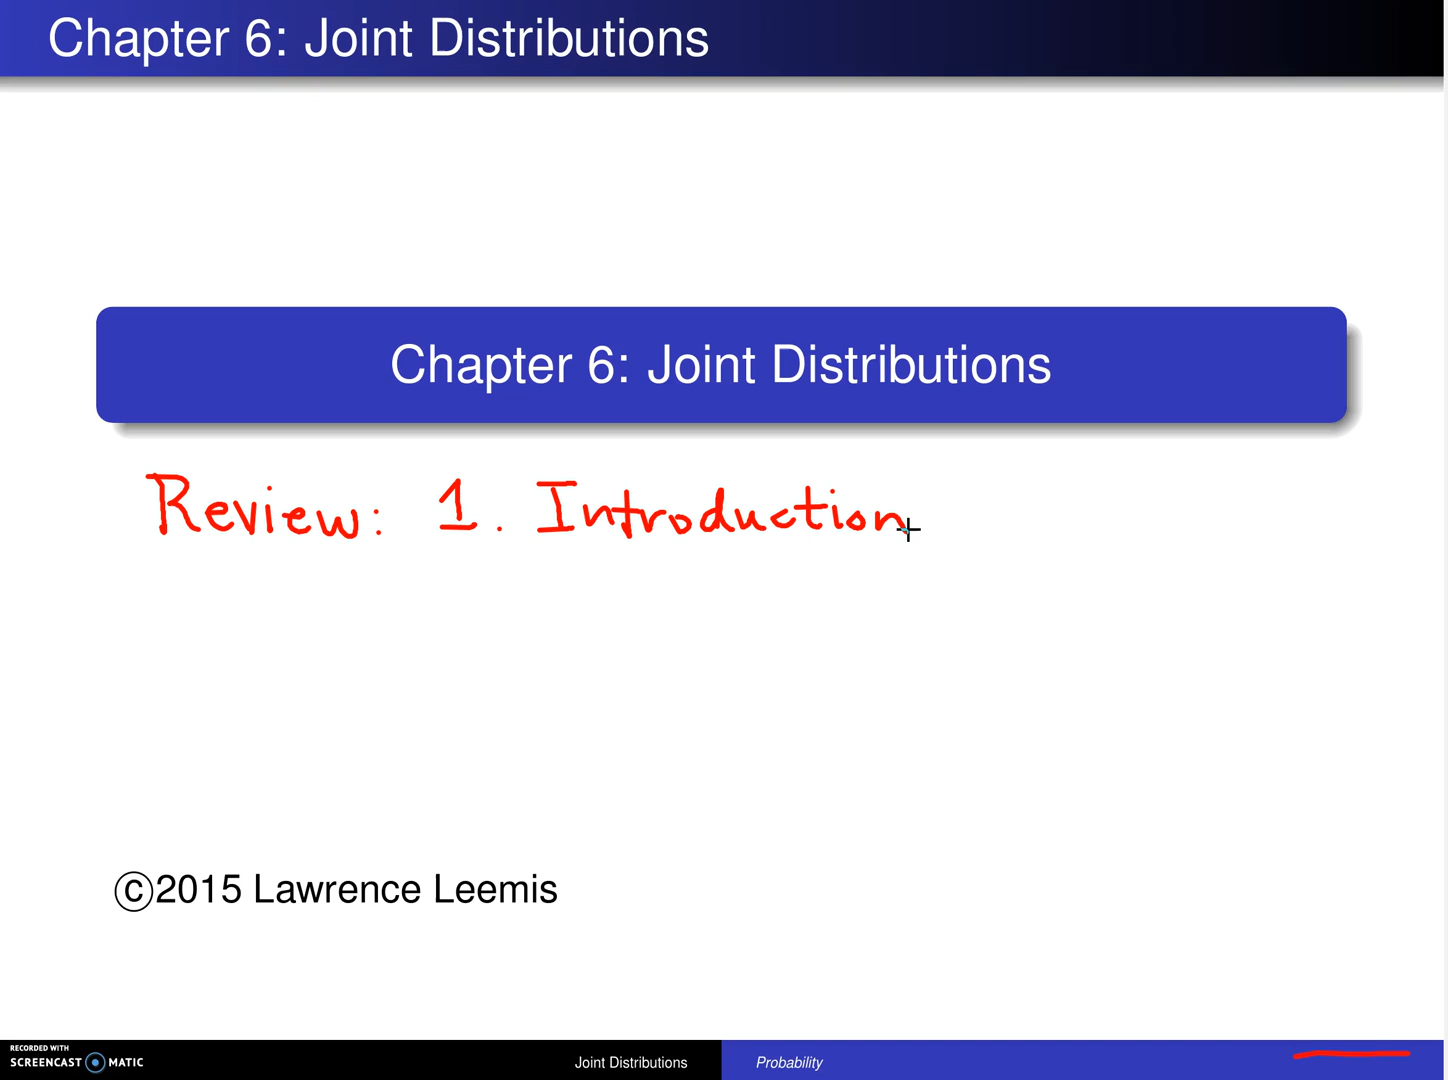 Chapter 6: Joint Distributions
Chapter 6: Joint Distributions
Review: 1. Introduction
©2015 Lawrence Leemis
RECORDED WITH
SCREENCAST MATIC
Joint Distributions
Probability